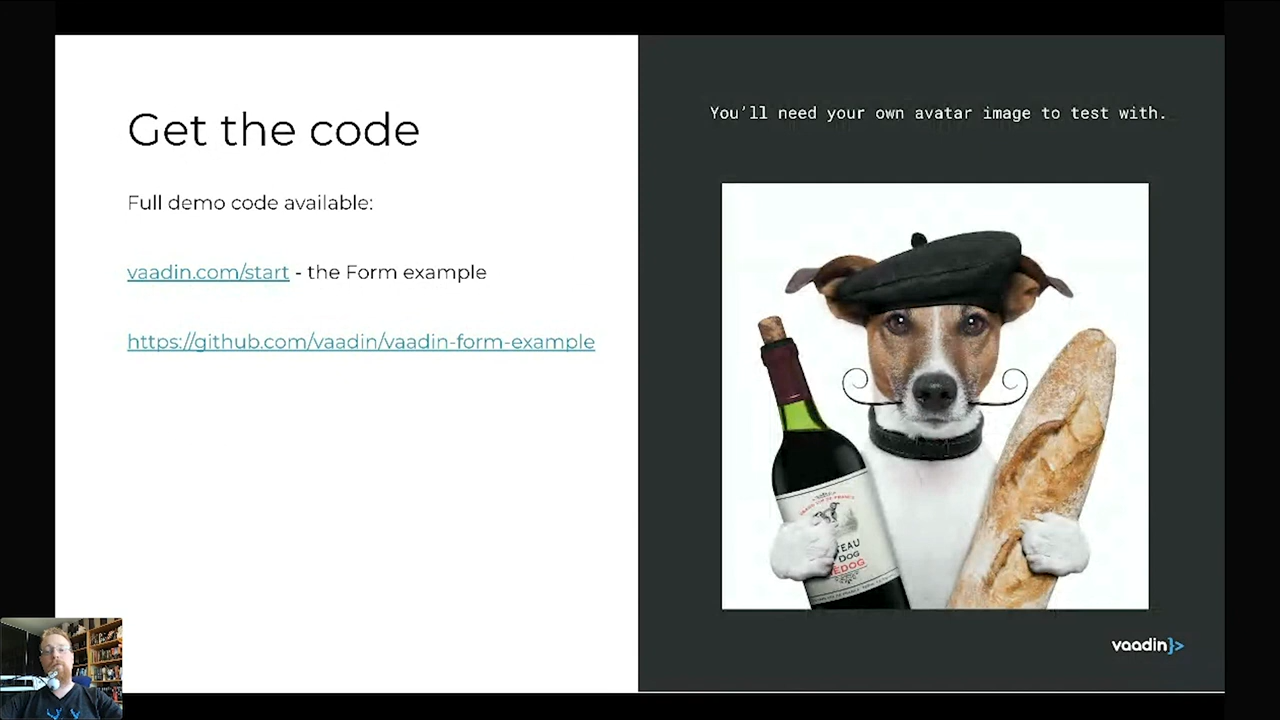 Get the code
Full demo code available:
vaadin.com/start - the Form example
https://github.com/vaadin/vaadin-form-example
You'll need your own avatar image to test with.
DOG
vaadin}>